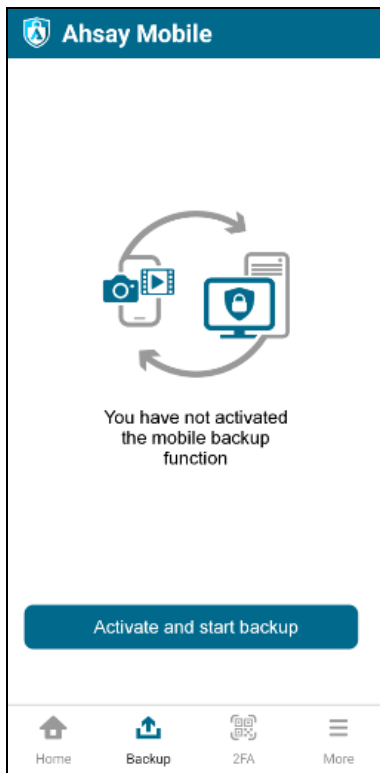 Ahsay Mobile
You have not activated
the mobile backup
function
Activate and start backup
Home Backup 2FA More